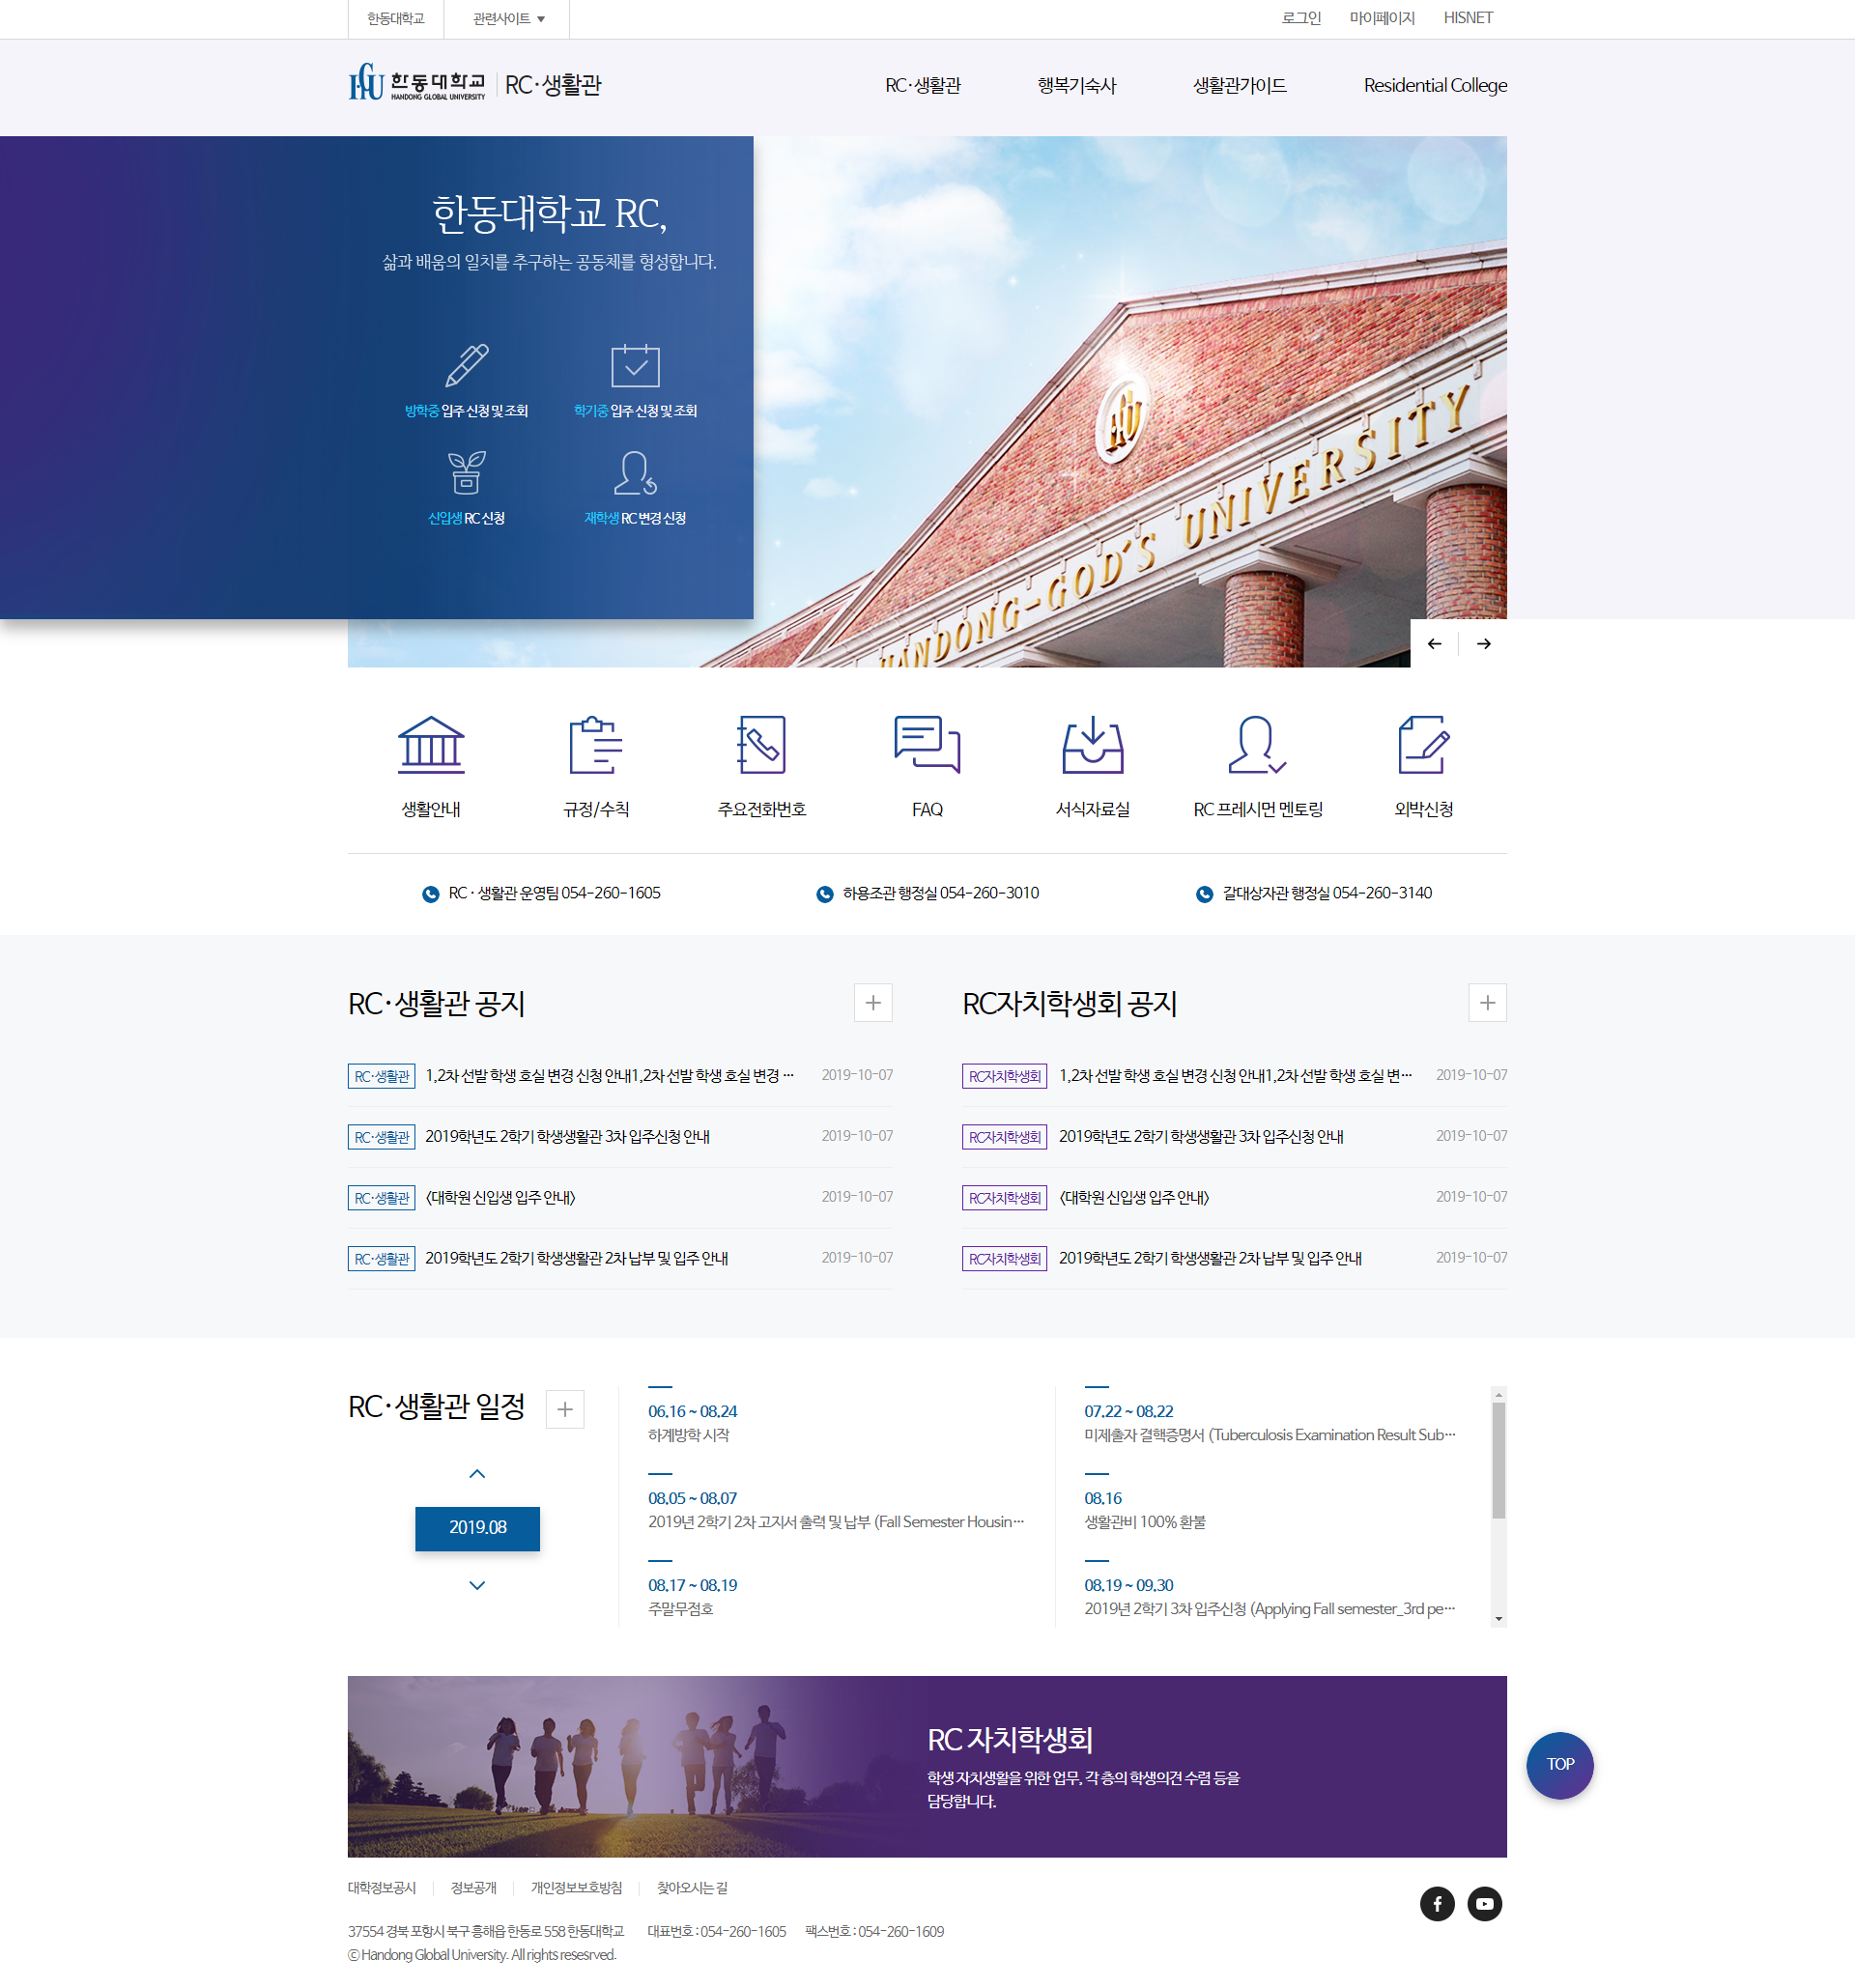 한동대학교
관련사이트
로그인
마이페이지
HISNET
한동대학교
HANDONG GLOBAL UNIVERSITY
RC·생활관
RC·생활관
행복기숙사
생활관가이드
Residential College
한동대학교 RC,
삶과 배움의 일치를 추구하는 공동체를 형성합니다.
방학중 입주 신청 및 조회
학기중 입주 신청 및 조회
신입생 RC 신청
재학생 RC 변경 신청
HANDONG-GOD'S UNIVERSITY
생활안내
규정/수칙
주요전화번호
FAQ
서식자료실
RC 프레시먼 멘토링
외박신청
RC · 생활관 운영팀 054-260-1605
하용조관 행정실 054-260-3010
갈대상자관 행정실 054-260-3140
RC·생활관 공지
RC·생활관 1,2차 선발 학생 호실 변경 신청 안내1,2차 선발 학생 호실 변경 ··· 2019-10-07
RC·생활관 2019학년도 2학기 학생생활관 3차 입주신청 안내 2019-10-07
RC·생활관 <대학원 신입생 입주 안내> 2019-10-07
RC·생활관 2019학년도 2학기 학생생활관 2차 납부 및 입주 안내 2019-10-07
RC자치학생회 공지
RC자치학생회 1,2차 선발 학생 호실 변경 신청 안내1,2차 선발 학생 호실 변··· 2019-10-07
RC자치학생회 2019학년도 2학기 학생생활관 3차 입주신청 안내 2019-10-07
RC자치학생회 <대학원 신입생 입주 안내> 2019-10-07
RC자치학생회 2019학년도 2학기 학생생활관 2차 납부 및 입주 안내 2019-10-07
RC·생활관 일정
2019.08
06.16 ~ 08.24
하계방학 시작
08.05 ~ 08.07
2019년 2학기 2차 고지서 출력 및 납부 (Fall Semester Housin···
08.17 ~ 08.19
주말무점호
07.22 ~ 08.22
미제출자 결핵증명서 (Tuberculosis Examination Result Sub···
08.16
생활관비 100% 환불
08.19 ~ 09.30
2019년 2학기 3차 입주신청 (Applying Fall semester_3rd pe···
RC 자치학생회
학생 자치생활을 위한 업무, 각 층의 학생의견 수렴 등을
담당합니다.
TOP
대학정보공시
정보공개
개인정보보호방침
찾아오시는 길
37554 경북 포항시 북구 흥해읍 한동로 558 한동대학교 대표번호 : 054-260-1605 팩스번호 : 054-260-1609
ⓒ Handong Global University. All rights resesrved.